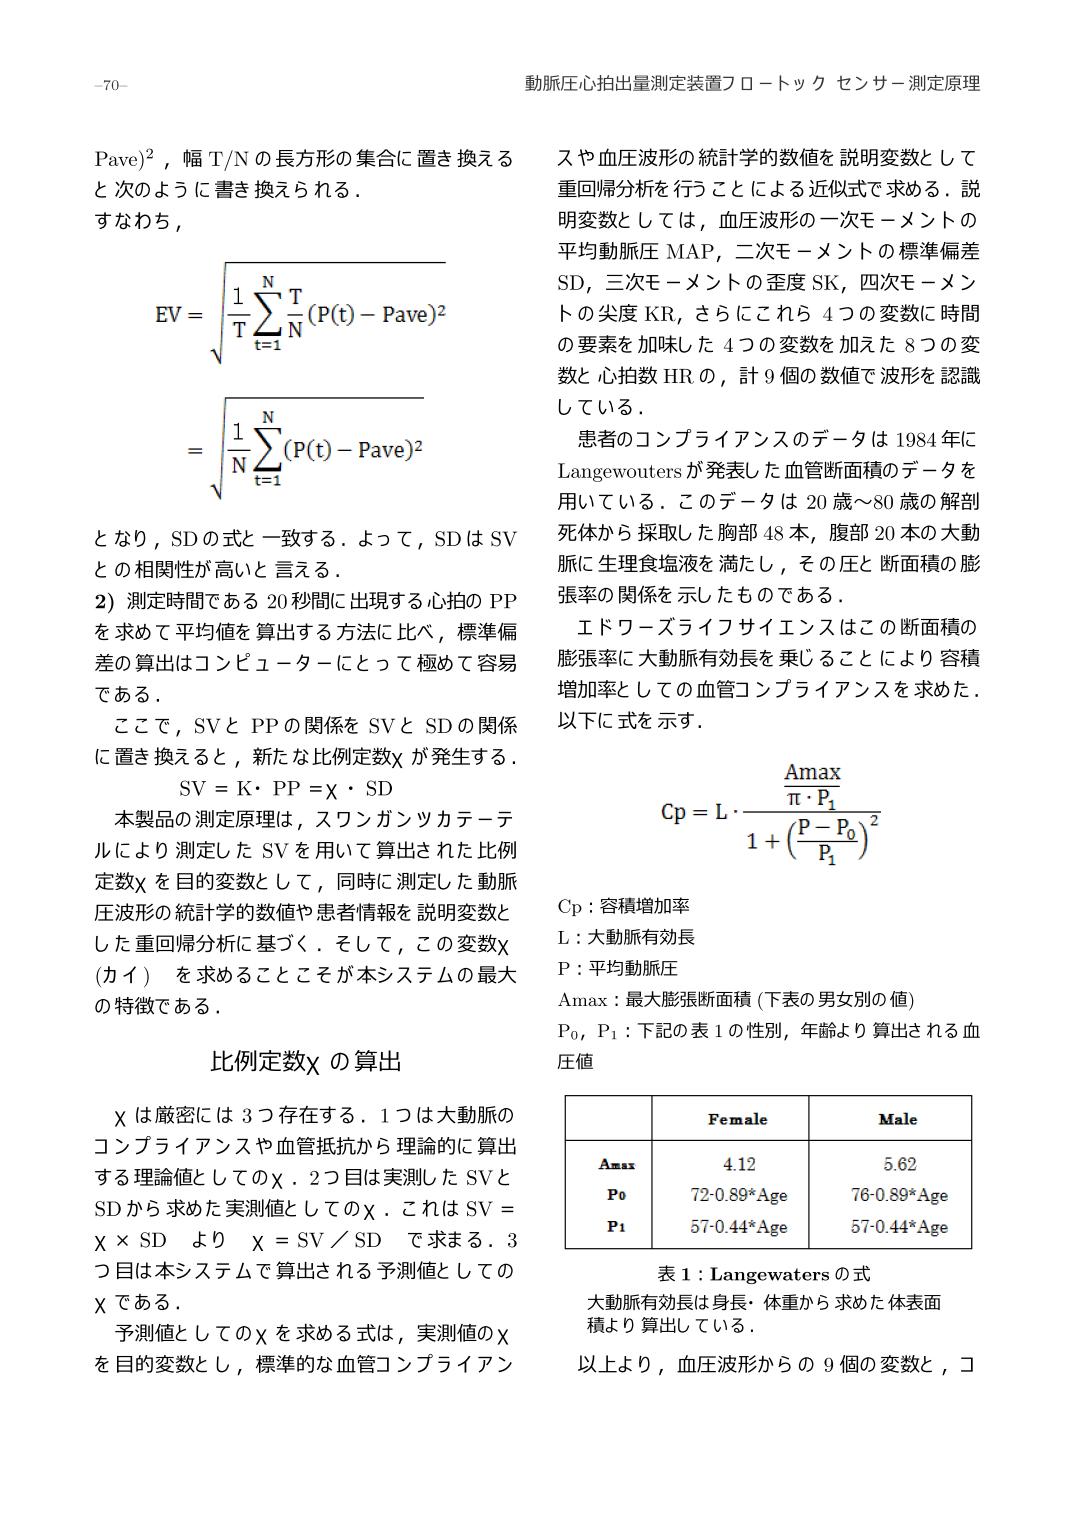 –70–
動脈圧心拍出量測定装置フロートック センサー測定原理
Pave)²，幅 T/N の長方形の集合に置き換える
と次のように書き換えられる．
すなわち，
EV = √(1/T ∑_{t=1}^{N} T/N (P(t) − Pave)²)
= √(1/N ∑_{t=1}^{N} (P(t) − Pave)²)
となり，SD の式と一致する．よって，SD は SV
との相関性が高いと言える．
2) 測定時間である 20 秒間に出現する心拍の PP
を求めて平均値を算出する方法に比べ，標準偏
差の算出はコンピューターにとって極めて容易
である．
ここで，SV と PP の関係を SV と SD の関係
に置き換えると，新たな比例定数χ が発生する．
SV = K・ PP =χ ・ SD
本製品の測定原理は，スワンガンツカテーテ
ルにより測定した SV を用いて算出された比例
定数χ を目的変数として，同時に測定した動脈
圧波形の統計学的数値や患者情報を説明変数と
した重回帰分析に基づく．そして，この変数χ
(カイ)　を求めることこそが本システムの最大
の特徴である．
比例定数χ の算出
χ は厳密には 3 つ存在する．1 つは大動脈の
コンプライアンスや血管抵抗から理論的に算出
する理論値としてのχ．2 つ目は実測した SV と
SD から求めた実測値としてのχ．これは SV =
χ × SD　より　χ = SV／SD　で求まる．3
つ目は本システムで算出される予測値としての
χ である．
予測値としてのχ を求める式は，実測値のχ
を目的変数とし，標準的な血管コンプライアン
スや血圧波形の統計学的数値を説明変数として
重回帰分析を行うことによる近似式で求める．説
明変数としては，血圧波形の一次モーメントの
平均動脈圧 MAP，二次モーメントの標準偏差
SD，三次モーメントの歪度 SK，四次モーメン
トの尖度 KR，さらにこれら 4 つの変数に時間
の要素を加味した 4 つの変数を加えた 8 つの変
数と心拍数 HR の，計 9 個の数値で波形を認識
している．
患者のコンプライアンスのデータは 1984 年に
Langewouters が発表した血管断面積のデータを
用いている．このデータは 20 歳〜80 歳の解剖
死体から採取した胸部 48 本，腹部 20 本の大動
脈に生理食塩液を満たし，その圧と断面積の膨
張率の関係を示したものである．
エドワーズライフサイエンスはこの断面積の
膨張率に大動脈有効長を乗じることにより容積
増加率としての血管コンプライアンスを求めた．
以下に式を示す．
Cp = L · (Amax / (π · P₁)) / (1 + ((P − P₀) / P₁)²)
Cp：容積増加率
L：大動脈有効長
P：平均動脈圧
Amax：最大膨張断面積 (下表の男女別の値)
P₀，P₁：下記の表 1 の性別，年齢より算出される血
圧値
Female Male
Amax 4.12 5.62
P0 72-0.89*Age 76-0.89*Age
P1 57-0.44*Age 57-0.44*Age
表 1：Langewaters の式
大動脈有効長は身長・ 体重から求めた体表面
積より算出している．
以上より，血圧波形からの 9 個の変数と，コ